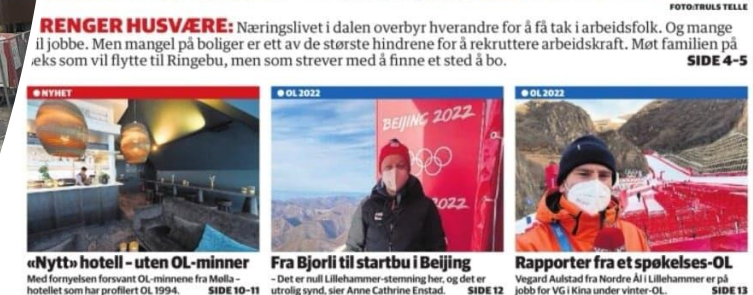 FOTO:TRULS TELLE
RENGER HUSVÆRE: Næringslivet i dalen overbyr hverandre for å få tak i arbeidsfolk. Og mange
il jobbe. Men mangel på boliger er ett av de største hindrene for å rekruttere arbeidskraft. Møt familien på
eks som vil flytte til Ringebu, men som strever med å finne et sted å bo. SIDE 4-5
NYHET
«Nytt» hotell – uten OL-minner
Med fornyelsen forsvant OL-minnene fra Mølla –
hotellet som har profilert OL 1994. SIDE 10-11
OL 2022
BEIJING 2022
2022
Fra Bjorli til startbu i Beijing
– Det er null Lillehammer-stemning her, og det er
utrolig synd, sier Anne Cathrine Enstad. SIDE 12
OL 2022
Rapporter fra et spøkelses-OL
Vegard Aulstad fra Nordre Ål i Lillehammer er på
jobb for VG i Kina under vinter-OL. SIDE 13